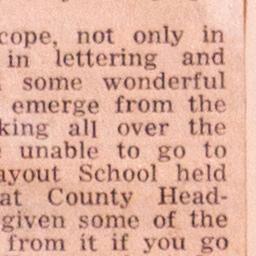 cope, not only in
in lettering and
some wonderful
emerge from the
king all over the
unable to go to
ayout School held
at County Head-
given some of the
from it if you go